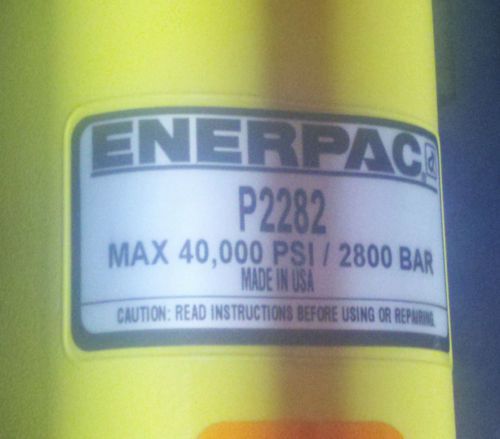 ENERPAC
P2282
MAX 40,000 PSI / 2800 BAR
MADE IN USA
CAUTION: READ INSTRUCTIONS BEFORE USING OR REPAIRING